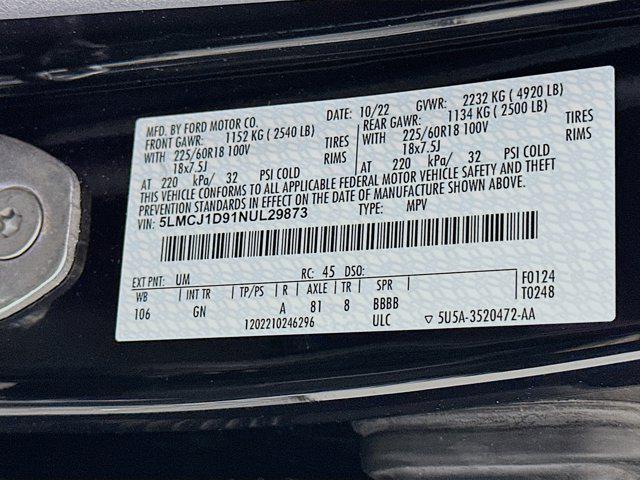 MFD. BY FORD MOTOR CO. DATE: 10/22 GVWR: 2232 KG ( 4920 LB)
FRONT GAWR: 1152 KG ( 2540 LB) REAR GAWR: 1134 KG ( 2500 LB)
WITH 225/60R18 100V TIRES WITH 225/60R18 100V TIRES
18x7.5J RIMS 18x7.5J RIMS
AT 220 kPa/ 32 PSI COLD AT 220 kPa/ 32 PSI COLD
THIS VEHICLE CONFORMS TO ALL APPLICABLE FEDERAL MOTOR VEHICLE SAFETY AND THEFT
PREVENTION STANDARDS IN EFFECT ON THE DATE OF MANUFACTURE SHOWN ABOVE.
VIN: 5LMCJ1D91NUL29873 TYPE: MPV
EXT PNT: UM RC: 45 DSO: F0124
WB INT TR TP/PS R AXLE TR SPR T0248
106 GN A 81 8 BBBB
1202210246296 ULC ▽ 5U5A-3520472-AA